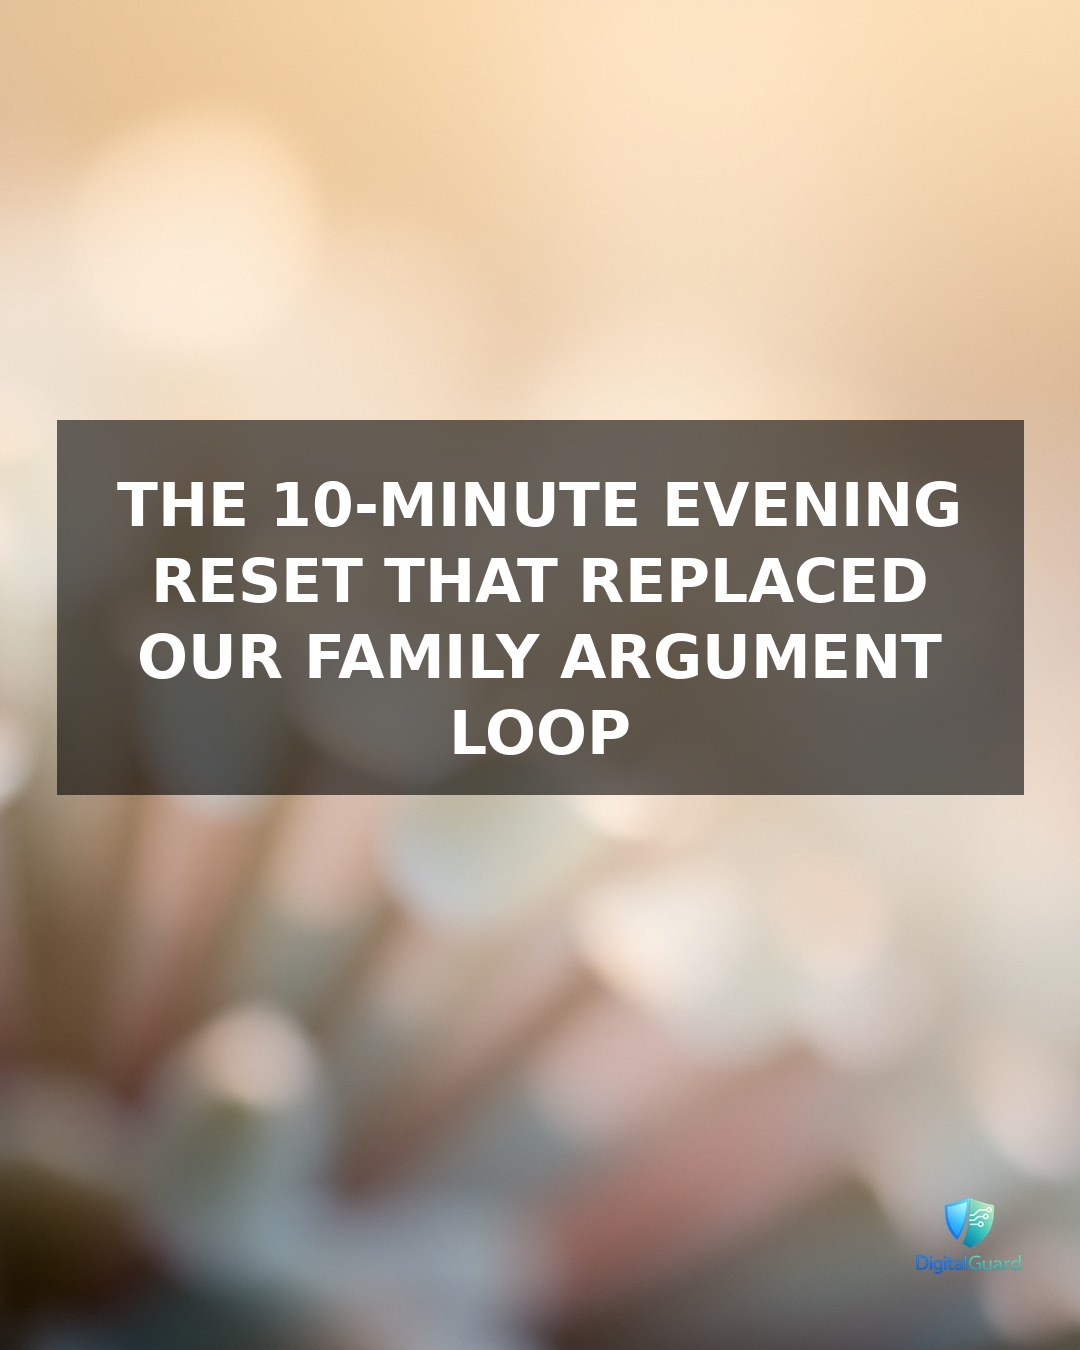 THE 10-MINUTE EVENING
RESET THAT REPLACED
OUR FAMILY ARGUMENT
LOOP
DigitalGuard